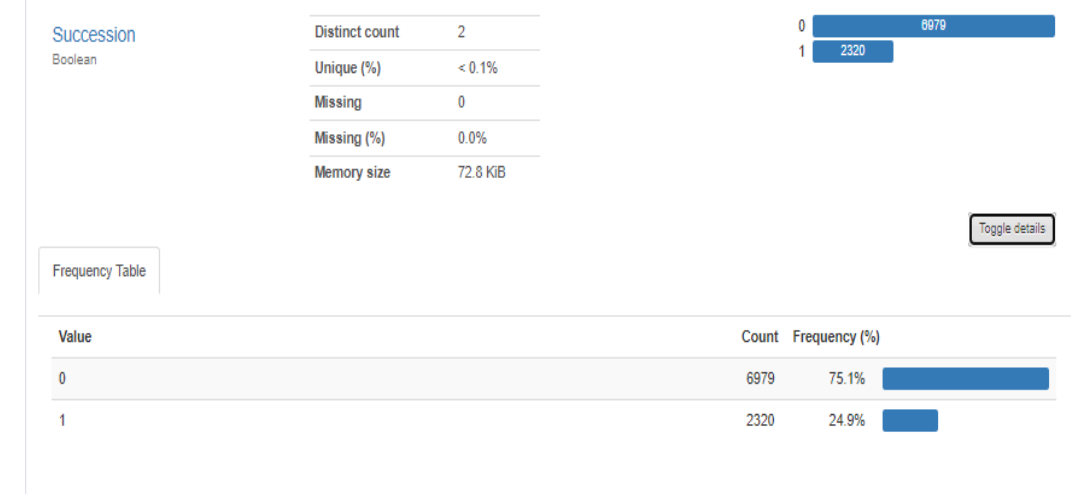 Succession
Boolean
Distinct count 2
Unique (%) < 0.1%
Missing 0
Missing (%) 0.0%
Memory size 72.8 KiB
0 6979
1 2320
Toggle details
Frequency Table
Value Count Frequency (%)
0 6979 75.1%
1 2320 24.9%